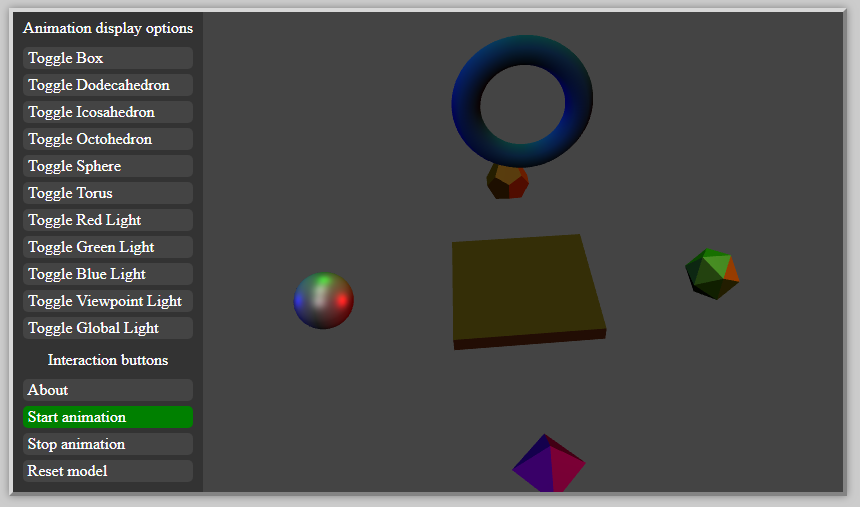 Animation display options
Toggle Box
Toggle Dodecahedron
Toggle Icosahedron
Toggle Octohedron
Toggle Sphere
Toggle Torus
Toggle Red Light
Toggle Green Light
Toggle Blue Light
Toggle Viewpoint Light
Toggle Global Light
Interaction buttons
About
Start animation
Stop animation
Reset model